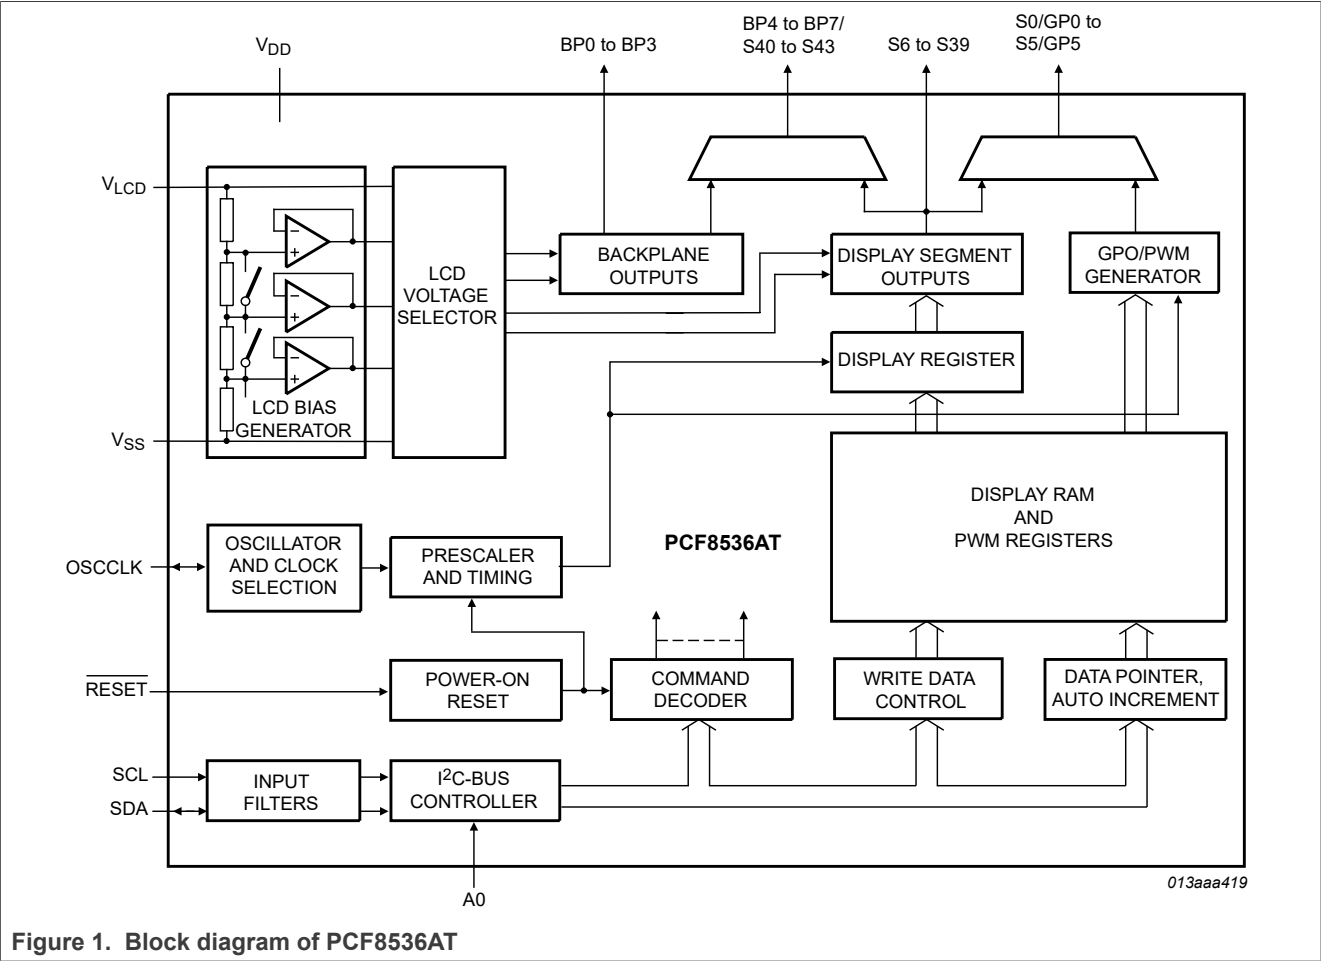 BP4 to BP7/
S40 to S43
S0/GP0 to
S5/GP5
VDD
BP0 to BP3
S6 to S39
VLCD
LCD
VOLTAGE
SELECTOR
BACKPLANE
OUTPUTS
DISPLAY SEGMENT
OUTPUTS
GPO/PWM
GENERATOR
−
+
−
+
−
+
DISPLAY REGISTER
LCD BIAS
GENERATOR
VSS
DISPLAY RAM
AND
PWM REGISTERS
OSCCLK
OSCILLATOR
AND CLOCK
SELECTION
PRESCALER
AND TIMING
PCF8536AT
RESET
POWER-ON
RESET
COMMAND
DECODER
WRITE DATA
CONTROL
DATA POINTER,
AUTO INCREMENT
SCL
SDA
INPUT
FILTERS
I²C-BUS
CONTROLLER
A0
013aaa419
Figure 1. Block diagram of PCF8536AT